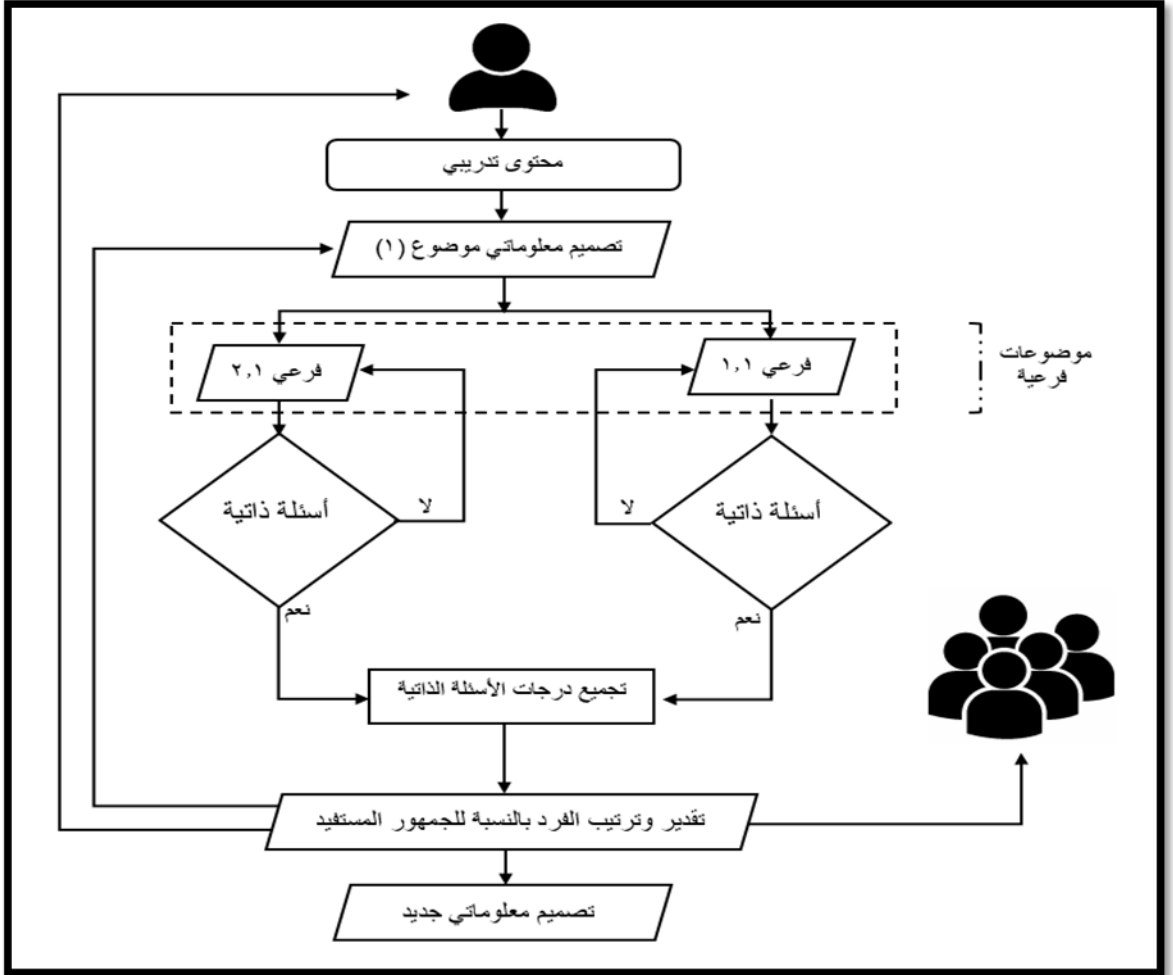 محتوى تدريبي
تصميم معلوماتي موضوع (١)
موضوعات
فرعية
فرعي ١,١
فرعي ٢,١
أسئلة ذاتية
أسئلة ذاتية
لا
لا
نعم
نعم
تجميع درجات الأسئلة الذاتية
تقدير وترتيب الفرد بالنسبة للجمهور المستفيد
تصميم معلوماتي جديد